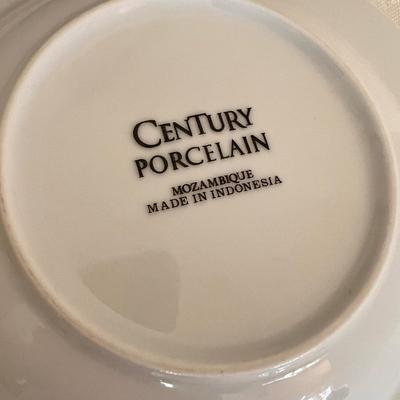 CENTURY
PORCELAIN
MOZAMBIQUE
MADE IN INDONESIA